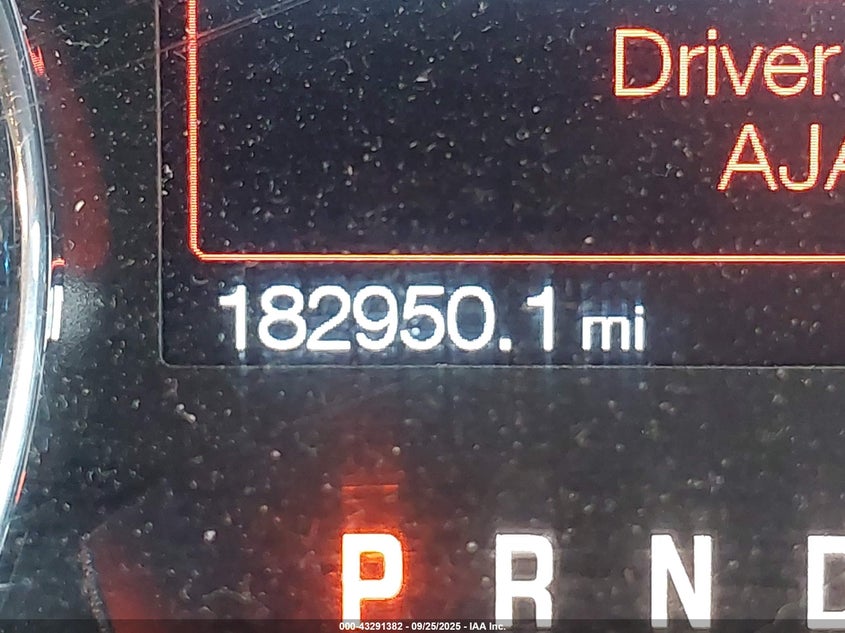 Driver
AJA
182950.1 mi
P R N D
000-43291382 - 09/25/2025 - IAA Inc.